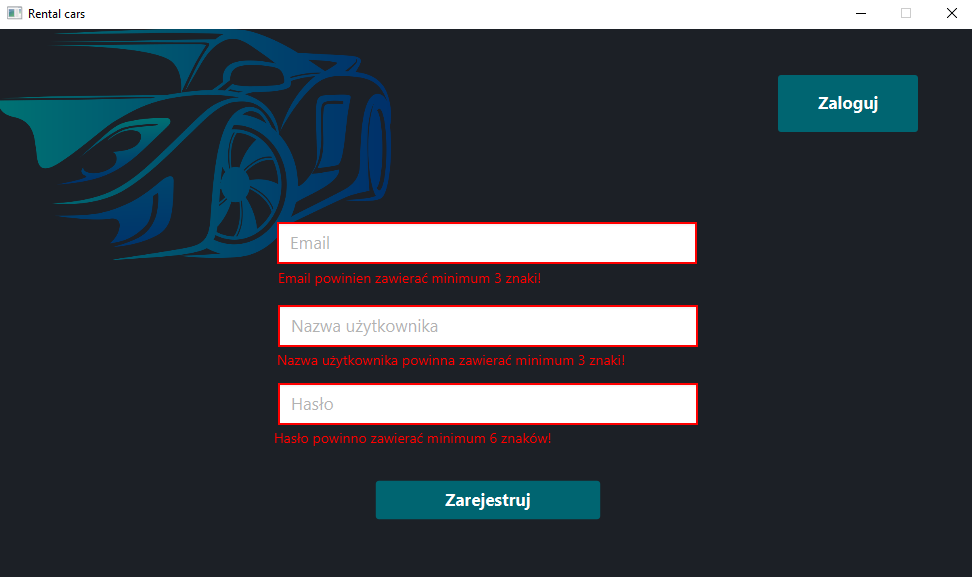 Rental cars
Zaloguj
Email
Email powinien zawierać minimum 3 znaki!
Nazwa użytkownika
Nazwa użytkownika powinna zawierać minimum 3 znaki!
Hasło
Hasło powinno zawierać minimum 6 znaków!
Zarejestruj